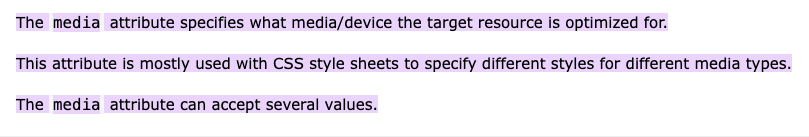 The media attribute specifies what media/device the target resource is optimized for.
This attribute is mostly used with CSS style sheets to specify different styles for different media types.
The media attribute can accept several values.